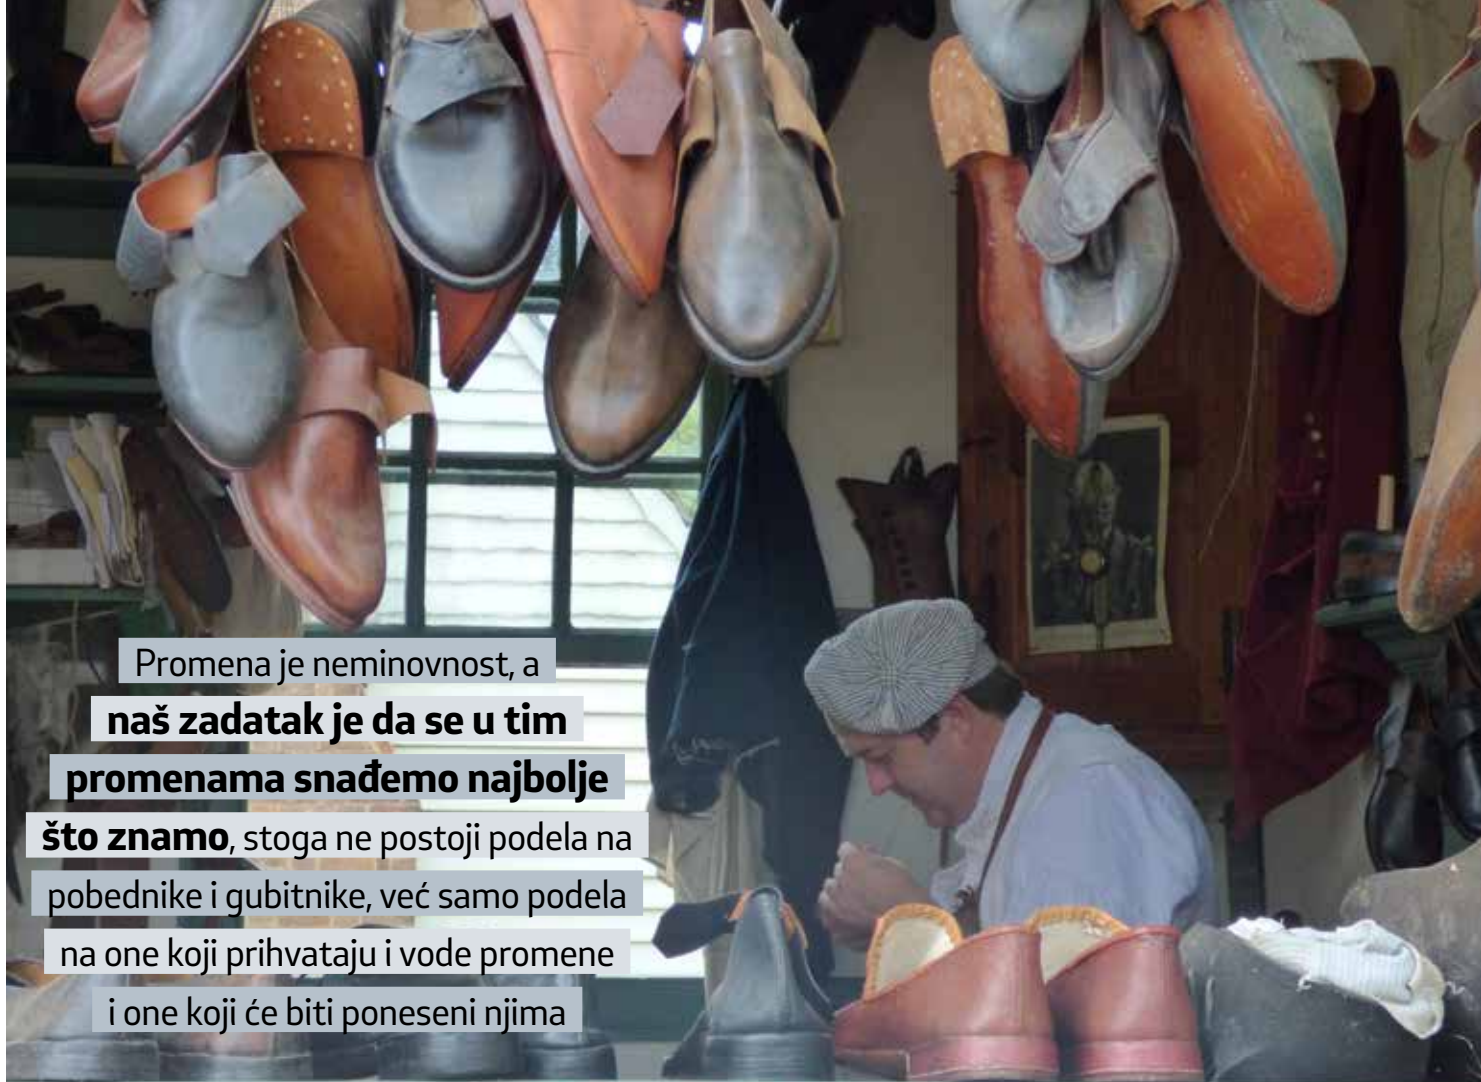 Promena je neminovnost, a
naš zadatak je da se u tim
promenama snađemo najbolje
što znamo, stoga ne postoji podela na
pobednike i gubitnike, već samo podela
na one koji prihvataju i vode promene
i one koji će biti poneseni njima